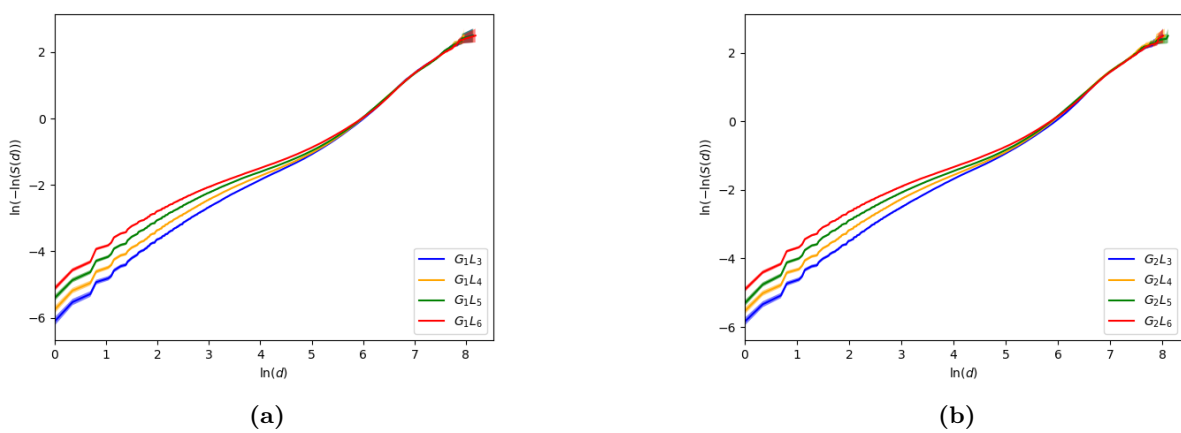 2
0
−2
−4
−6
0 1 2 3 4 5 6 7 8
ln(d)
ln(−ln(S(d)))
G₁L₃
G₁L₄
G₁L₅
G₁L₆
(a)
2
0
−2
−4
−6
0 1 2 3 4 5 6 7 8
ln(d)
ln(−ln(S(d)))
G₂L₃
G₂L₄
G₂L₅
G₂L₆
(b)